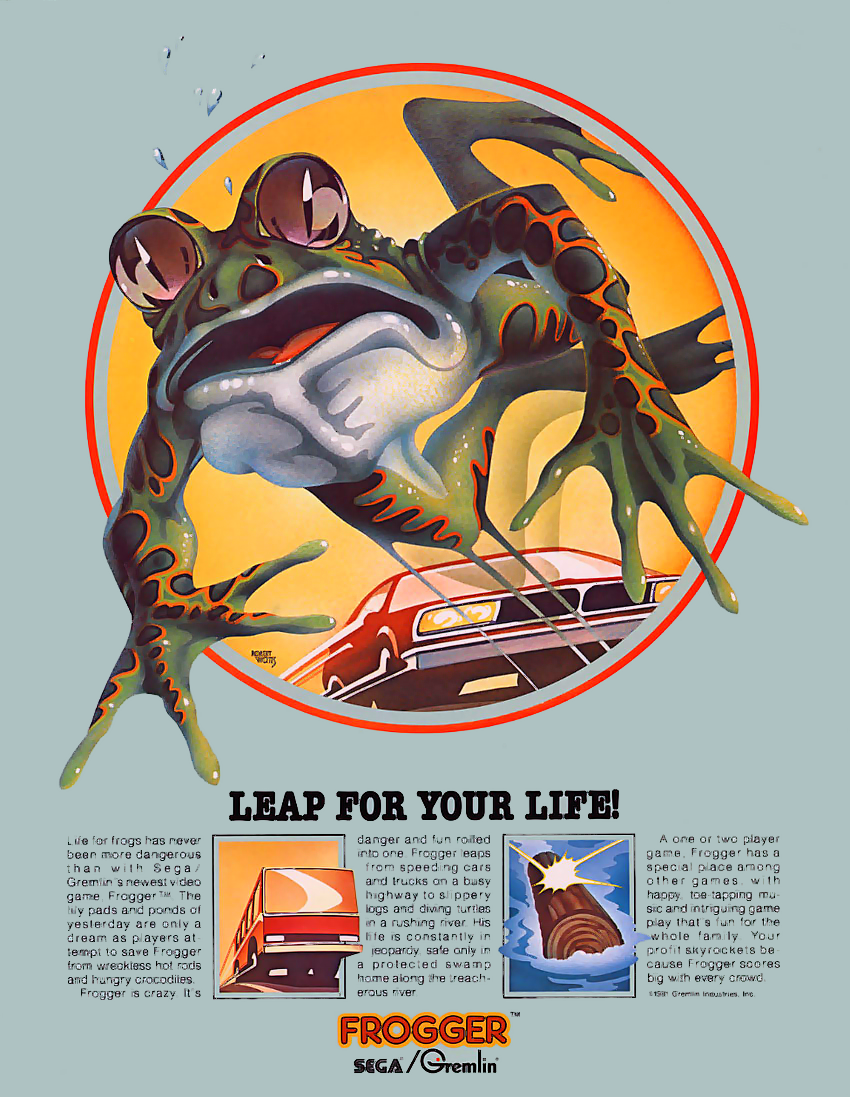 ROBERT
WATTS
LEAP FOR YOUR LIFE!
Life for frogs has never
been more dangerous
than with Sega/
Gremlin's newest video
game, Frogger™. The
lily pads and ponds of
yesterday are only a
dream as players at-
tempt to save Frogger
from wreckless hot rods
and hungry crocodiles.
Frogger is crazy. It's
danger and fun rolled
into one. Frogger leaps
from speeding cars
and trucks on a busy
highway to slippery
logs and diving turtles
in a rushing river. His
life is constantly in
jeopardy, safe only in
a protected swamp
home along the treach-
erous river.
A one or two player
game, Frogger has a
special place among
other games, with
happy, toe-tapping mu-
sic and intriguing game
play that's fun for the
whole family. Your
profit skyrockets be-
cause Frogger scores
big with every crowd.
©1981 Gremlin Industries, Inc.
FROGGER™
SEGA®/Gremlin®